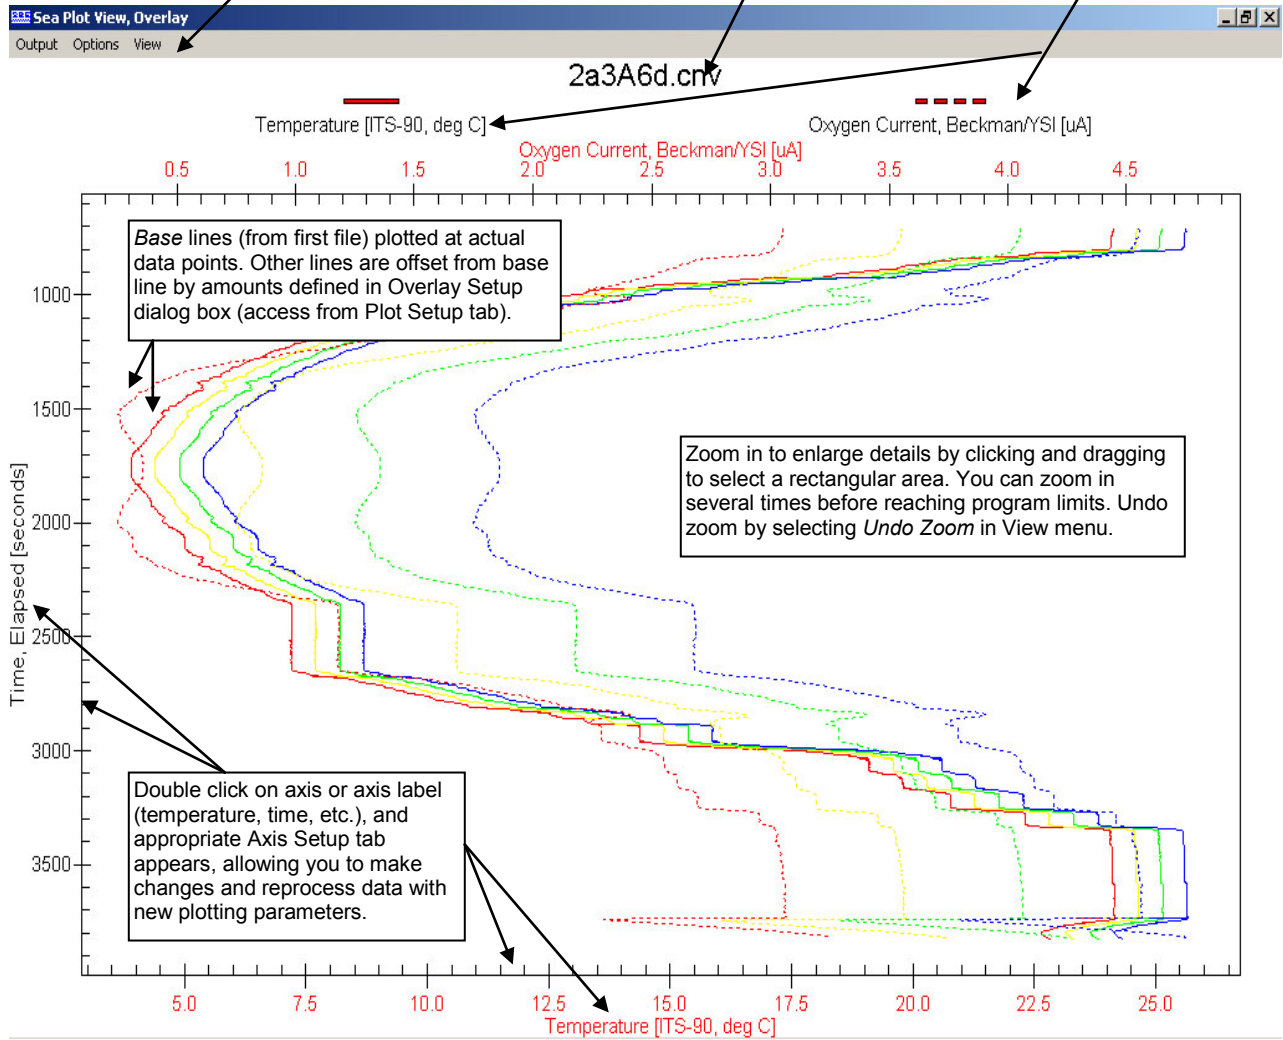 SBS Sea Plot View, Overlay
Output Options View
2a3A6d.cnv
Temperature [ITS-90, deg C]
Oxygen Current, Beckman/YSI [uA]
Oxygen Current, Beckman/YSI [uA]
0.5 1.0 1.5 2.0 2.5 3.0 3.5 4.0 4.5
Base lines (from first file) plotted at actual
data points. Other lines are offset from base
line by amounts defined in Overlay Setup
dialog box (access from Plot Setup tab).
1000
1500
2000
2500
3000
3500
Time, Elapsed [seconds]
Zoom in to enlarge details by clicking and dragging
to select a rectangular area. You can zoom in
several times before reaching program limits. Undo
zoom by selecting Undo Zoom in View menu.
Double click on axis or axis label
(temperature, time, etc.), and
appropriate Axis Setup tab
appears, allowing you to make
changes and reprocess data with
new plotting parameters.
5.0 7.5 10.0 12.5 15.0 17.5 20.0 22.5 25.0
Temperature [ITS-90, deg C]